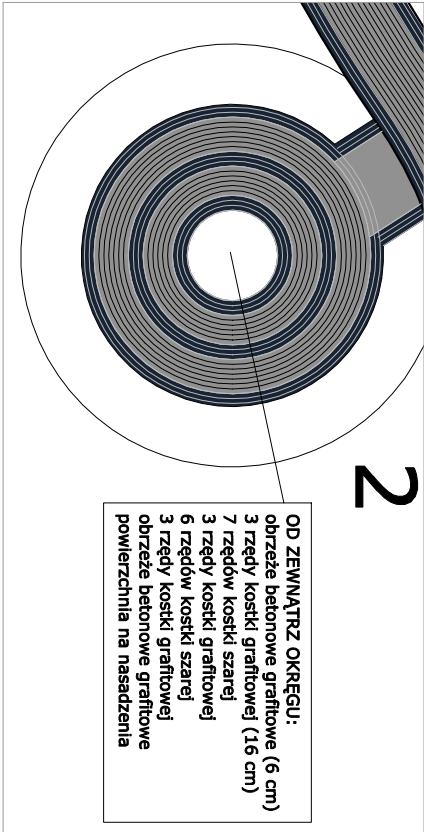 2
OD ZEWNĄTRZ OKRĘGU:
obrzeże betonowe grafitowe (6 cm)
3 rzędy kostki grafitowej (16 cm)
7 rzędów kostki szarej
3 rzędy kostki grafitowej
6 rzędów kostki szarej
3 rzędy kostki grafitowej
obrzeże betonowe grafitowe
powierzchnia na nasadzenia